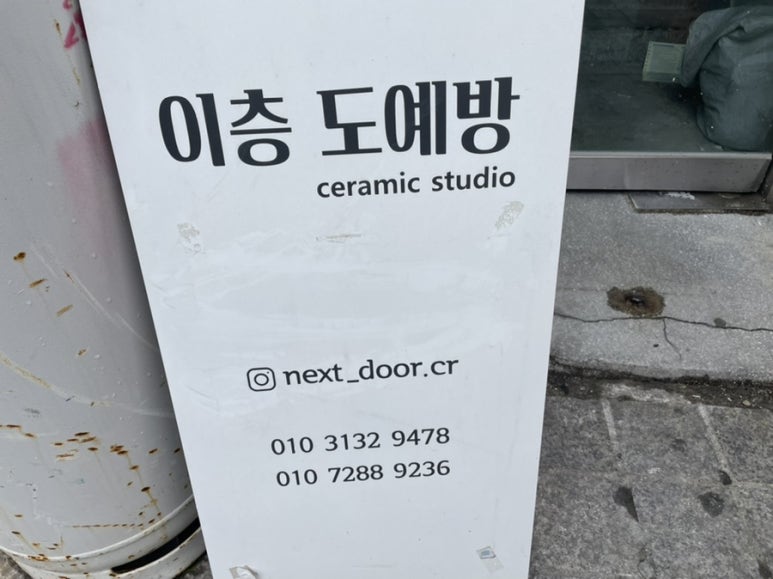 이층 도예방
ceramic studio
next_door.cr
010 3132 9478
010 7288 9236